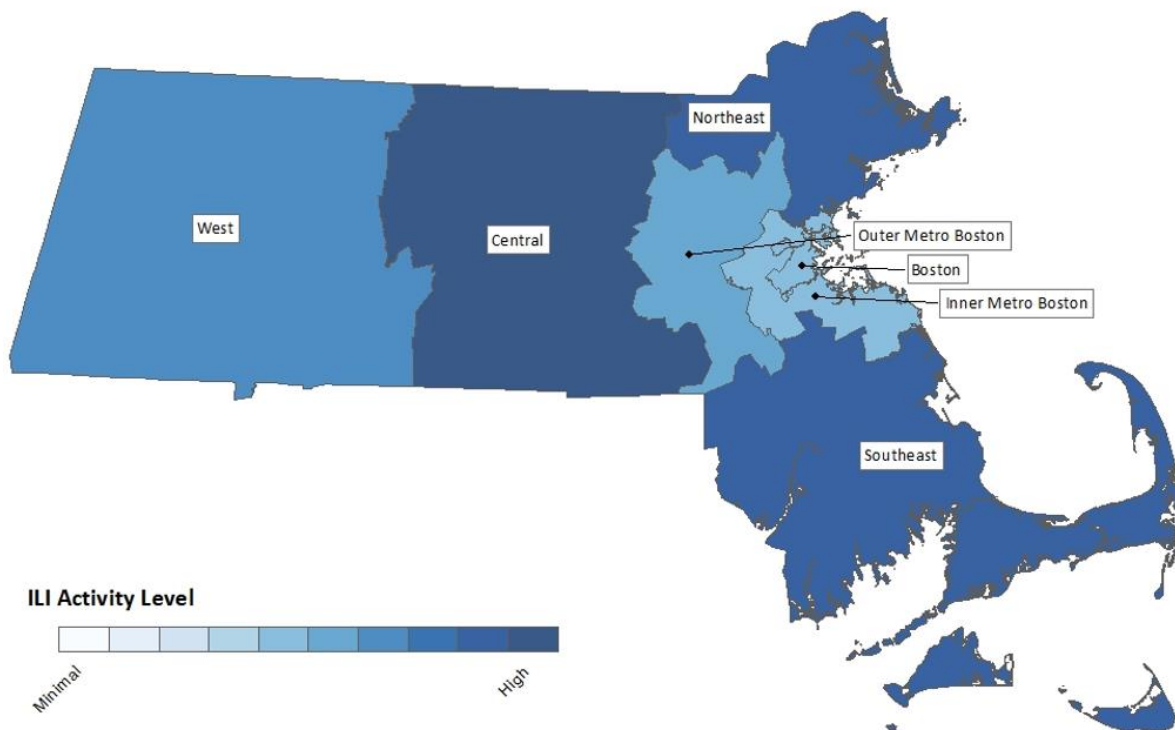 Northeast
West
Central
Outer Metro Boston
Boston
Inner Metro Boston
Southeast
ILI Activity Level
Minimal
High